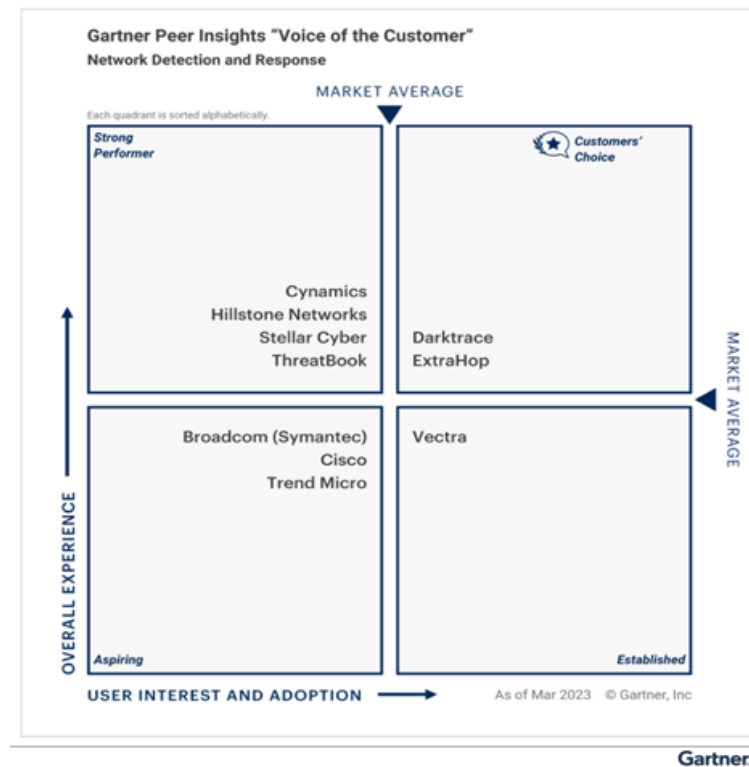 Gartner Peer Insights “Voice of the Customer”
Network Detection and Response
MARKET AVERAGE
Each quadrant is sorted alphabetically.
Strong
Performer
Customers’
Choice
Cynamics
Hillstone Networks
Stellar Cyber
ThreatBook
Darktrace
ExtraHop
MARKET AVERAGE
Broadcom (Symantec)
Cisco
Trend Micro
Vectra
OVERALL EXPERIENCE
Aspiring
Established
USER INTEREST AND ADOPTION
As of Mar 2023 © Gartner, Inc
Gartner